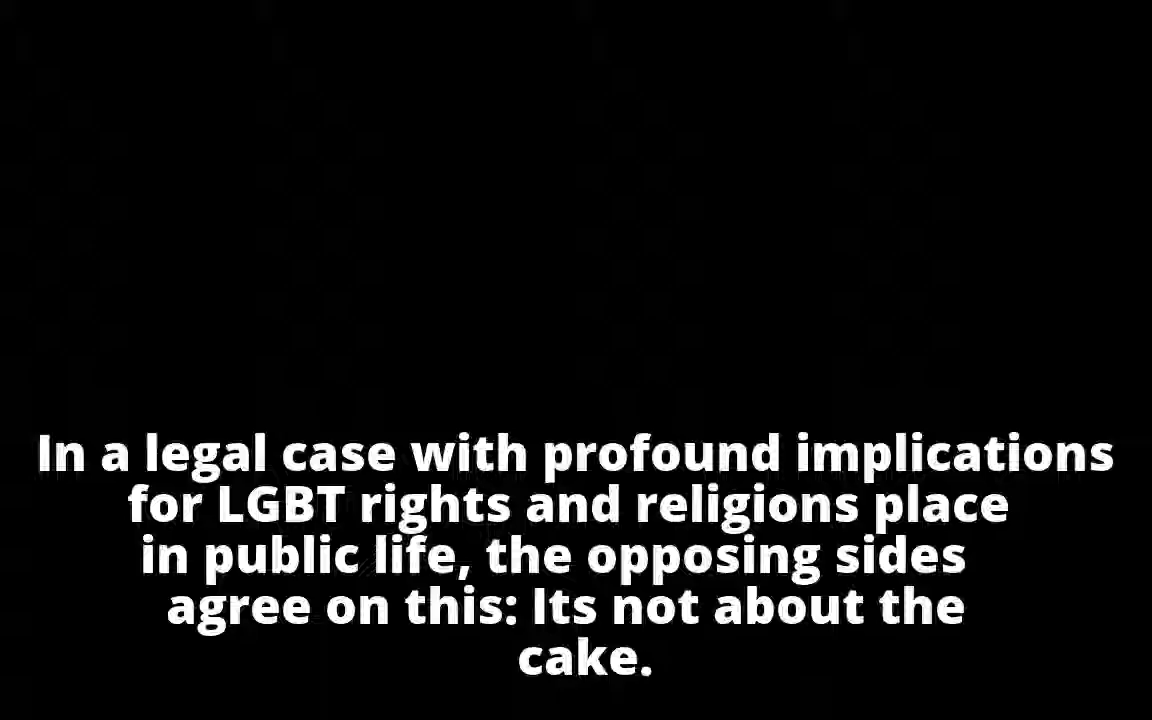 In a legal case with profound implications
for LGBT rights and religions place
in public life, the opposing sides
agree on this: Its not about the
cake.